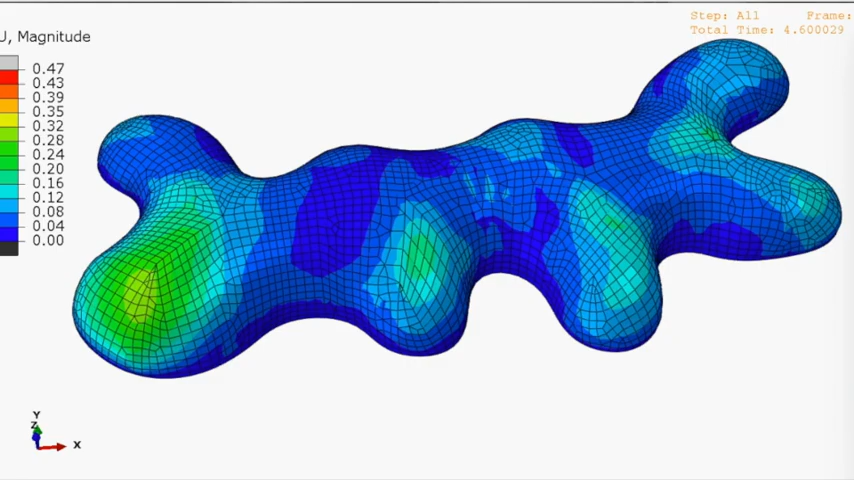 Step: All Frame:
Total Time: 4.600029
U, Magnitude
0.47
0.43
0.39
0.35
0.32
0.28
0.24
0.20
0.16
0.12
0.08
0.04
0.00
Y
Z
X